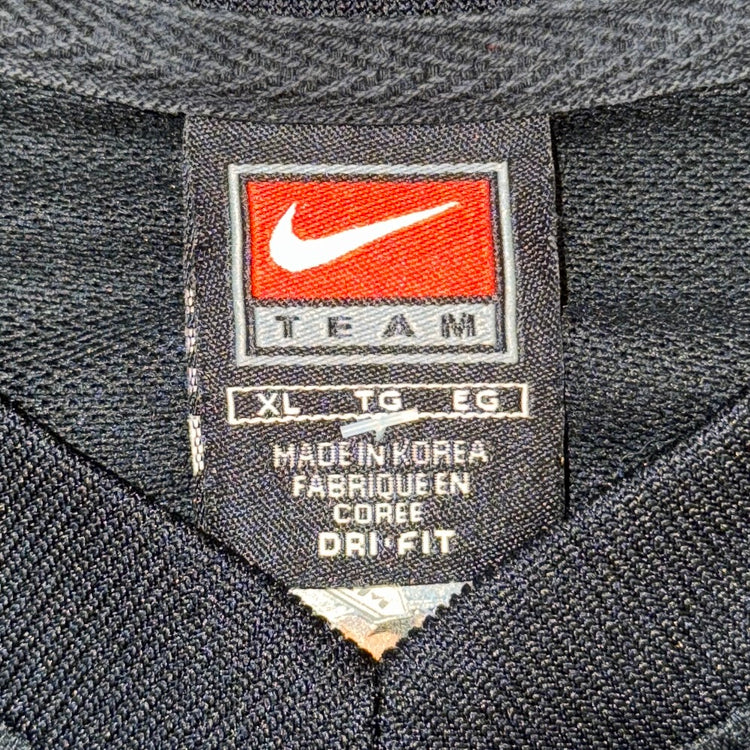 TEAM
XL TG EG
MADE IN KOREA
FABRIQUE EN
COREE
DRI•FIT